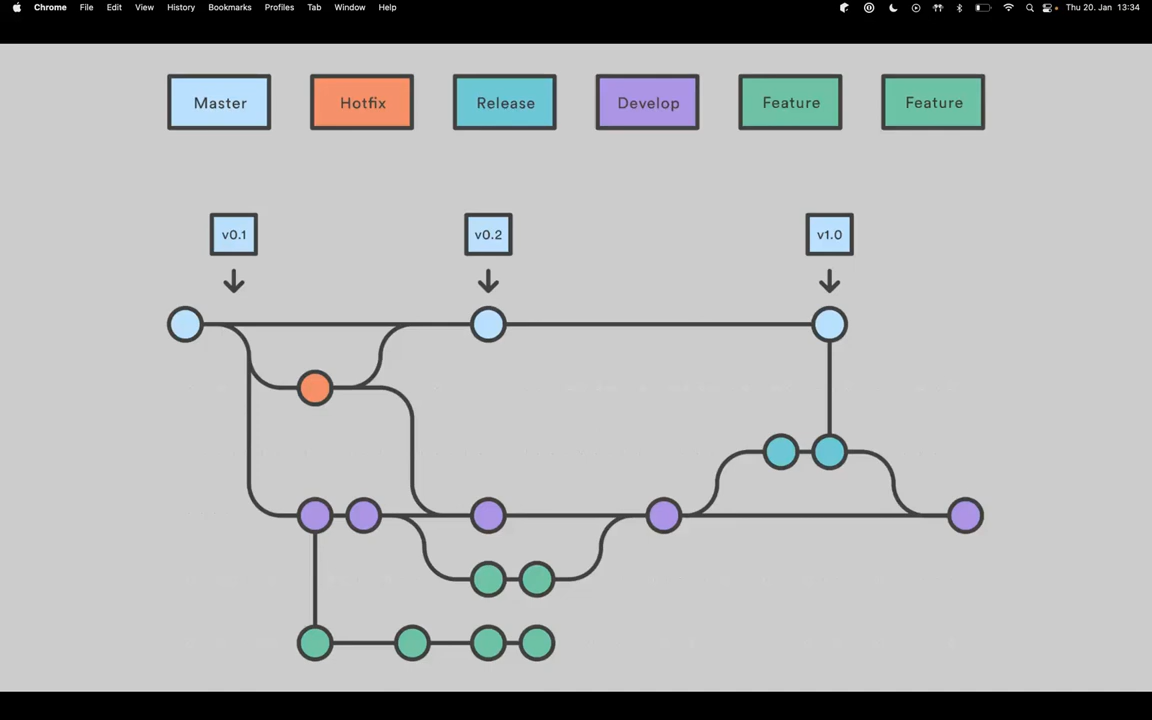 Chrome File Edit View History Bookmarks Profiles Tab Window Help Thu 20. Jan 13:34
Master Hotfix Release Develop Feature Feature
v0.1 v0.2 v1.0